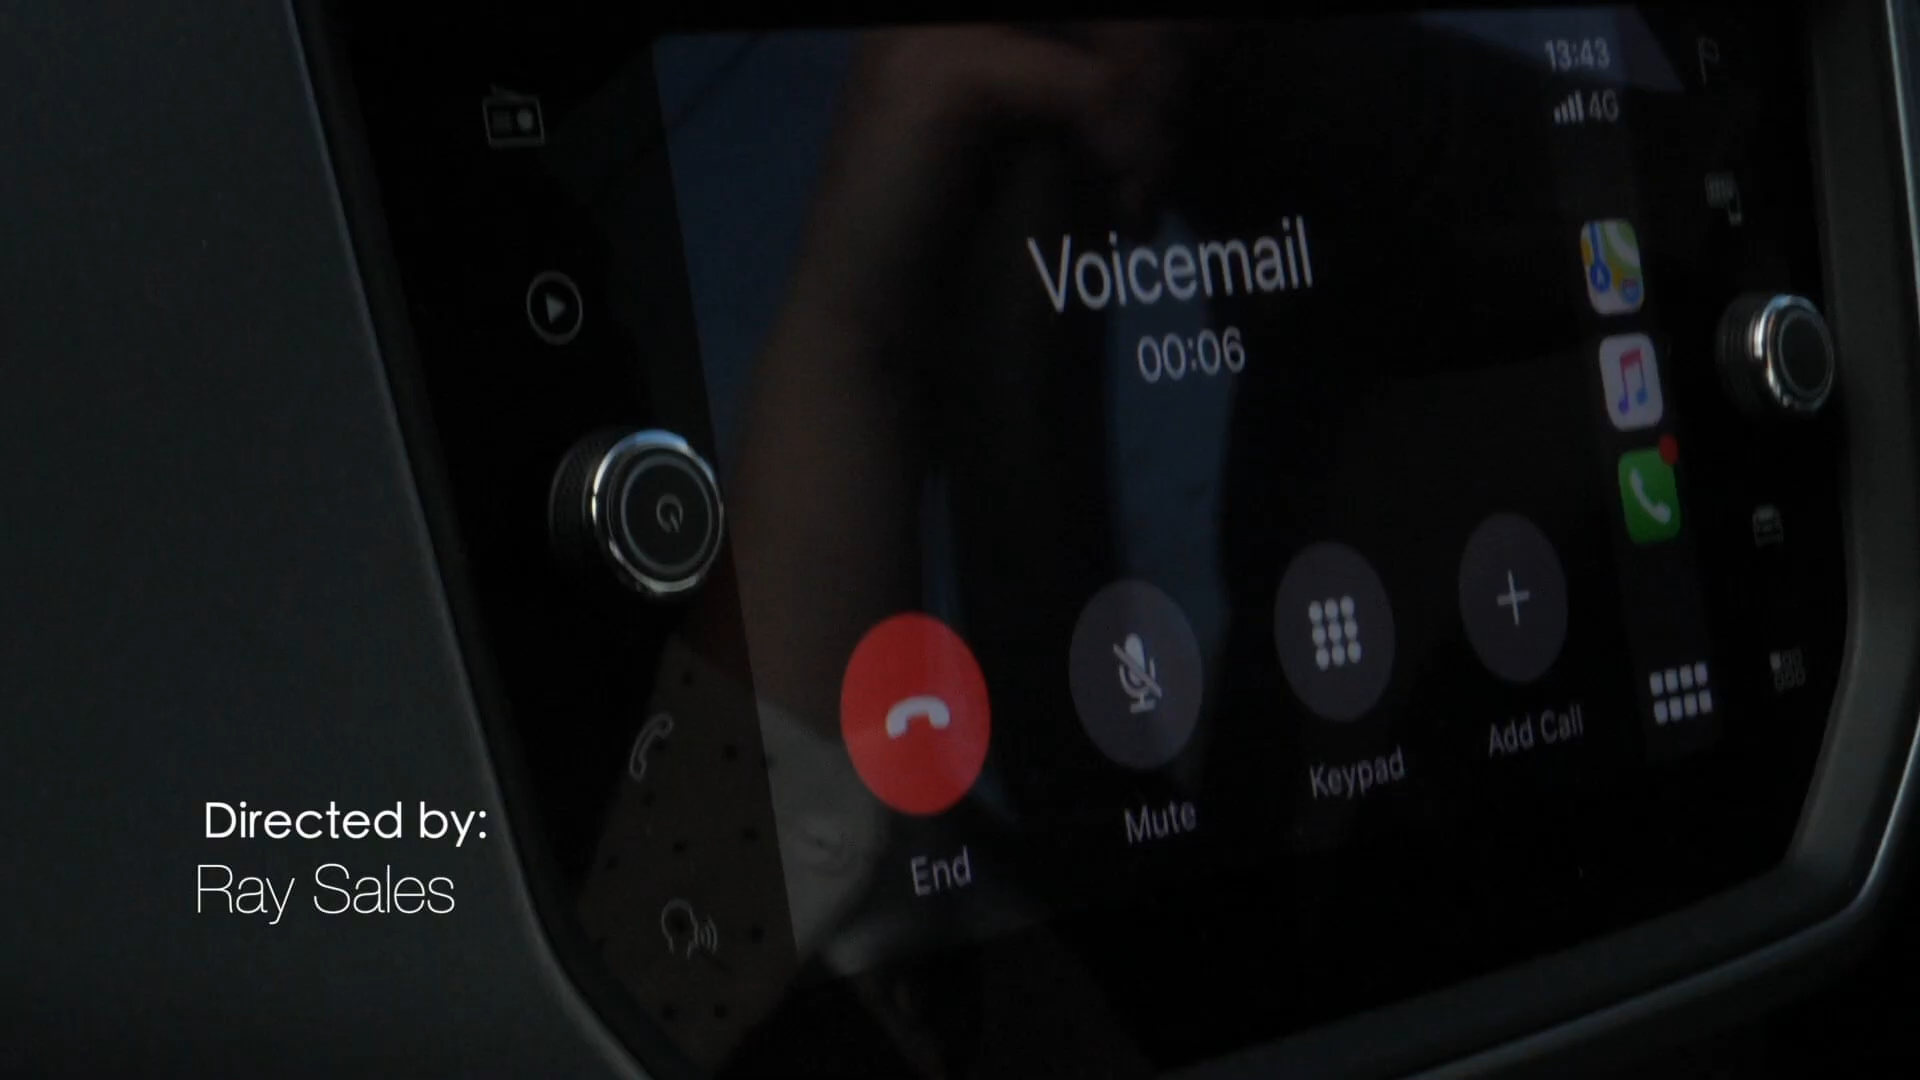 13:43
4G
Voicemail
00:06
End
Mute
Keypad
Add Call
Directed by:
Ray Sales